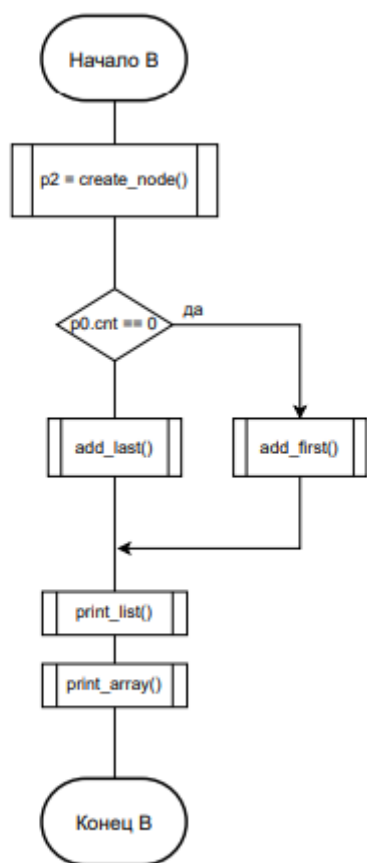 Начало В
p2 = create_node()
p0.cnt == 0
да
add_last()
add_first()
print_list()
print_array()
Конец В